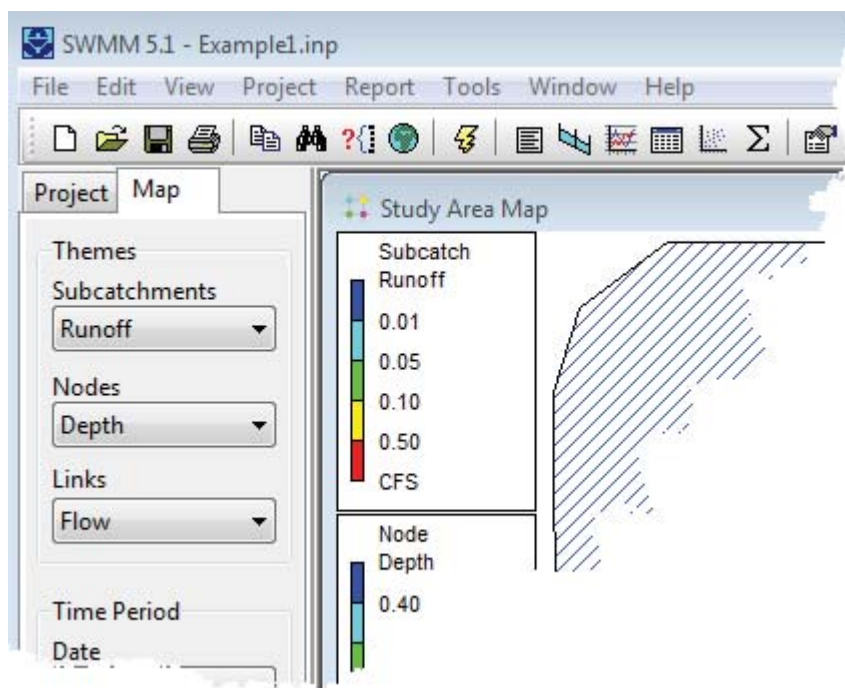 SWMM 5.1 - Example1.inp
File Edit View Project Report Tools Window Help
Project Map
Study Area Map
Themes
Subcatchments
Runoff
Nodes
Depth
Links
Flow
Time Period
Date
Subcatch
Runoff
0.01
0.05
0.10
0.50
CFS
Node
Depth
0.40